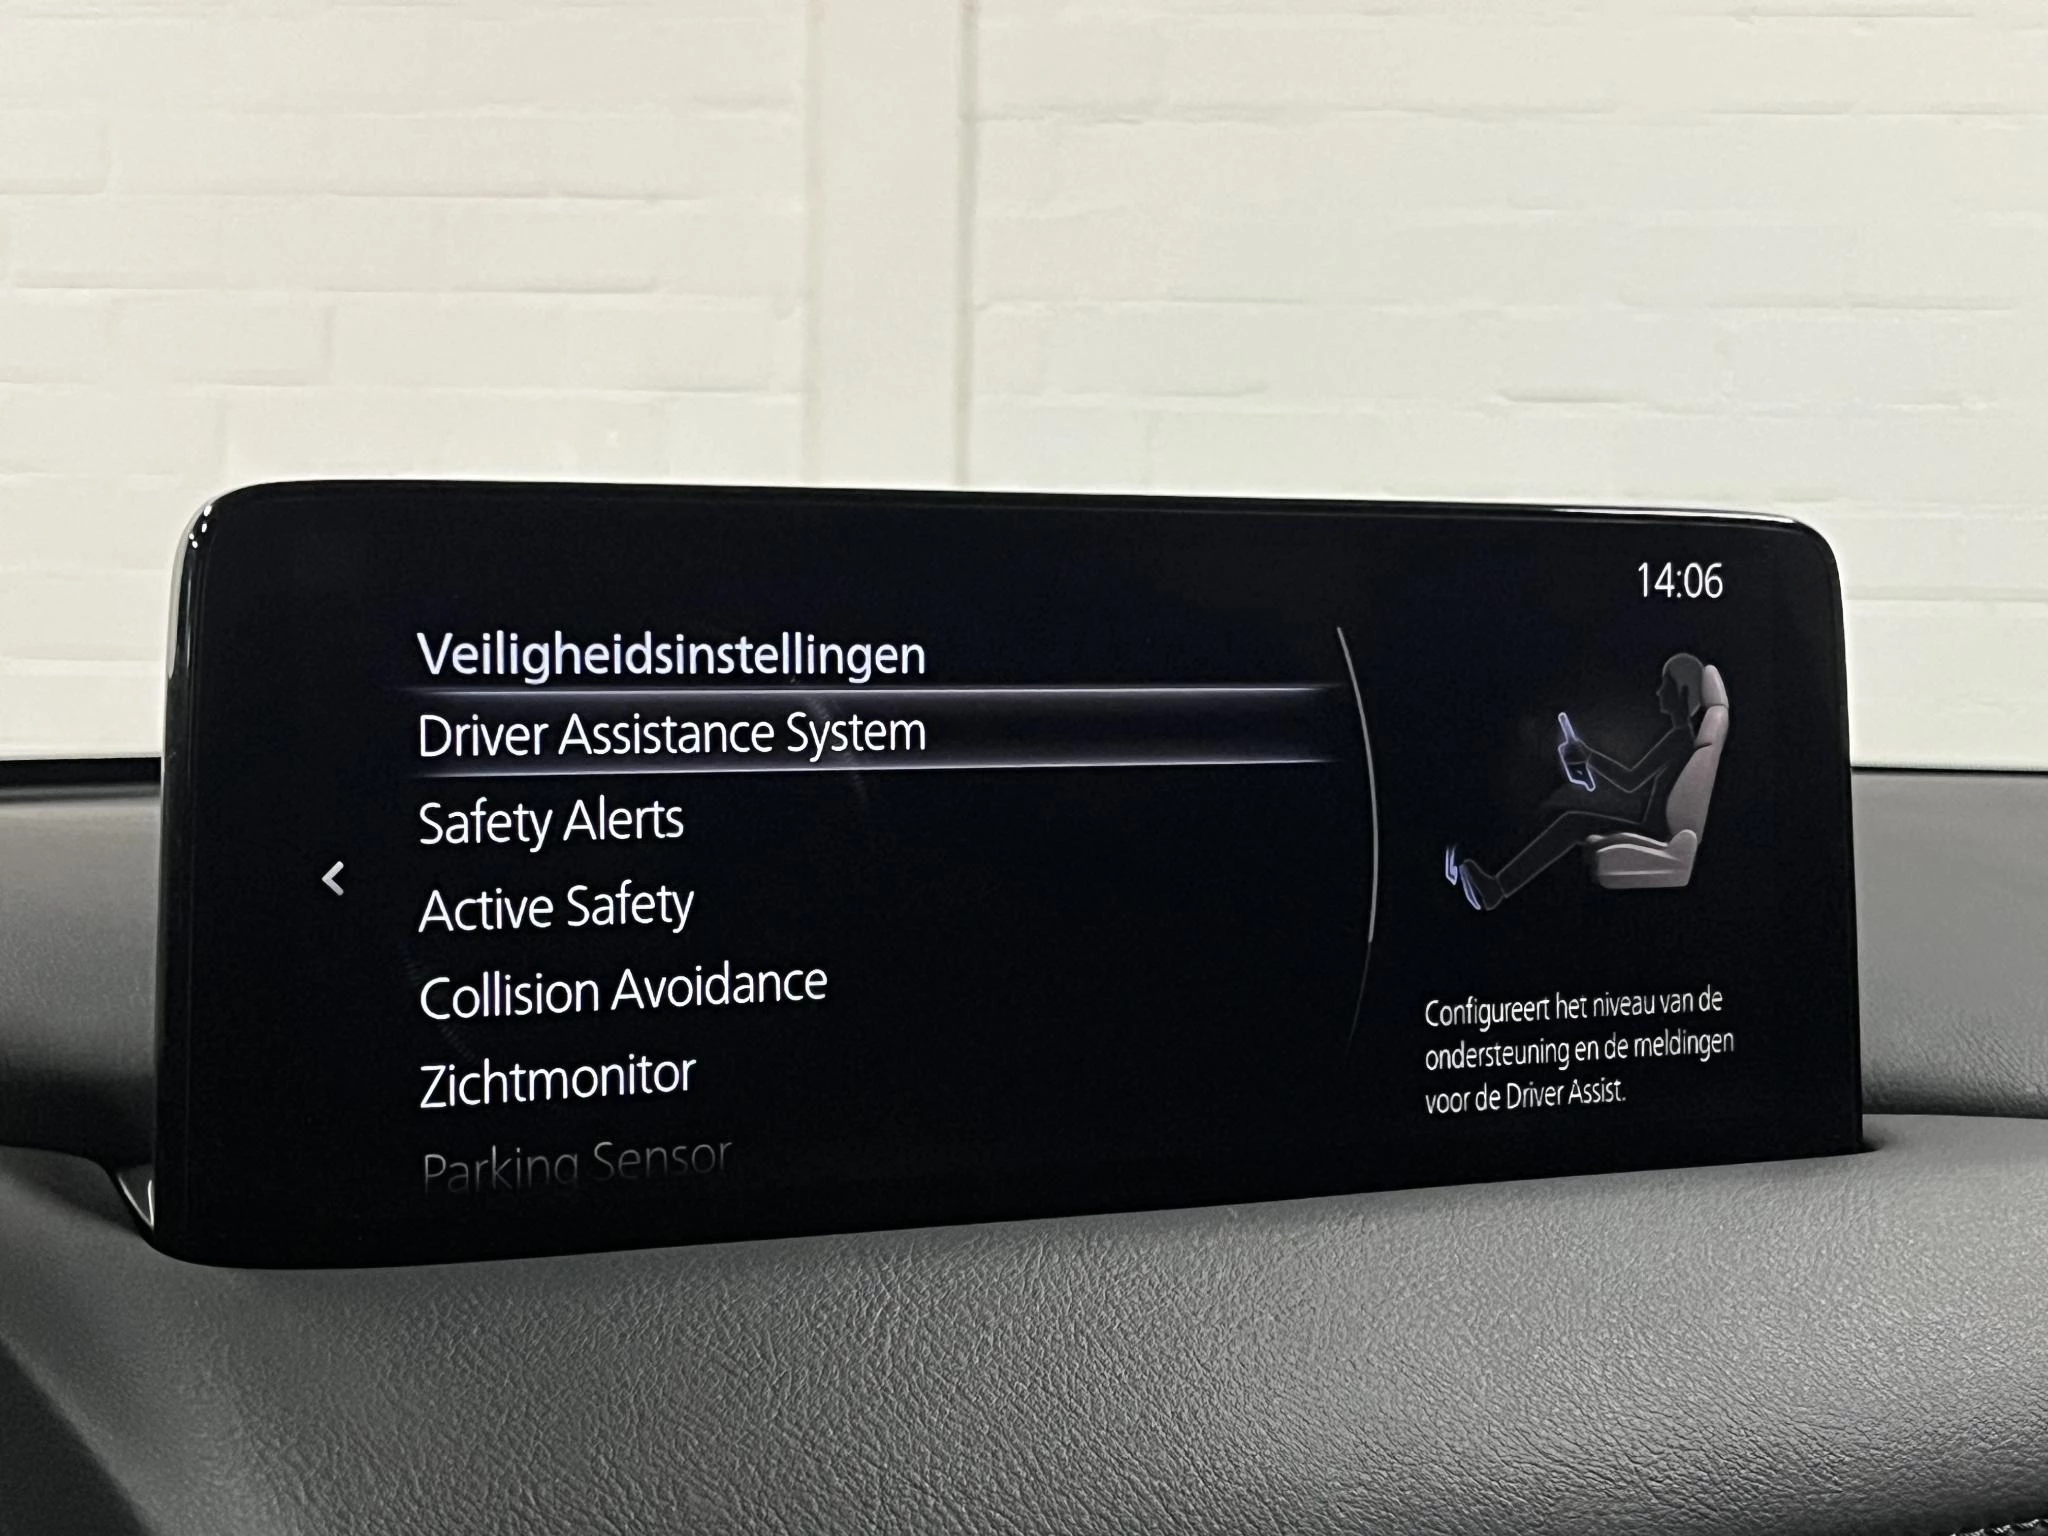 14:06
Veiligheidsinstellingen
Driver Assistance System
Safety Alerts
Active Safety
Collision Avoidance
Zichtmonitor
Parking Sensor
Configureert het niveau van de
ondersteuning en de meldingen
voor de Driver Assist.